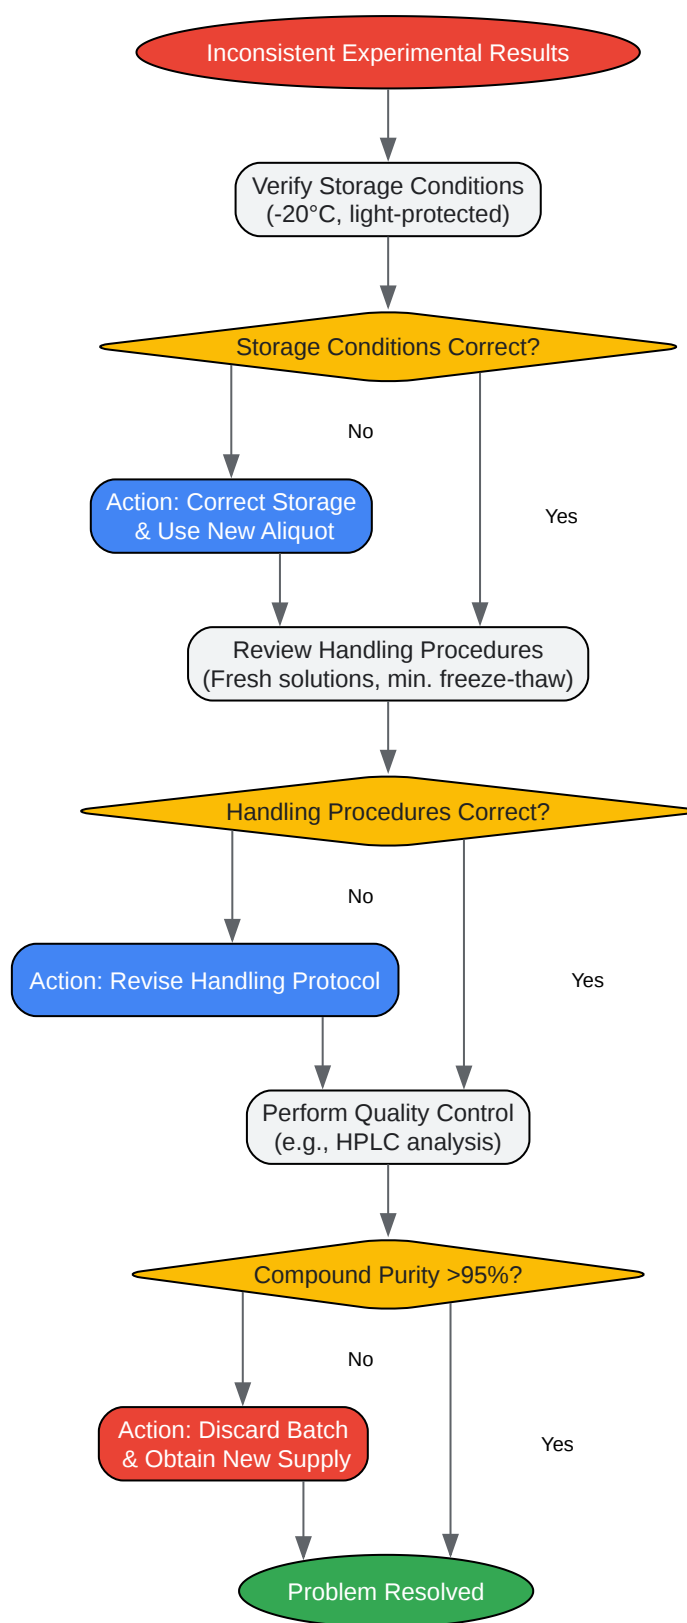 Inconsistent Experimental Results
Verify Storage Conditions
(-20°C, light-protected)
Storage Conditions Correct?
No
Action: Correct Storage
& Use New Aliquot
Yes
Review Handling Procedures
(Fresh solutions, min. freeze-thaw)
Handling Procedures Correct?
No
Action: Revise Handling Protocol
Yes
Perform Quality Control
(e.g., HPLC analysis)
Compound Purity >95%?
No
Action: Discard Batch
& Obtain New Supply
Yes
Problem Resolved